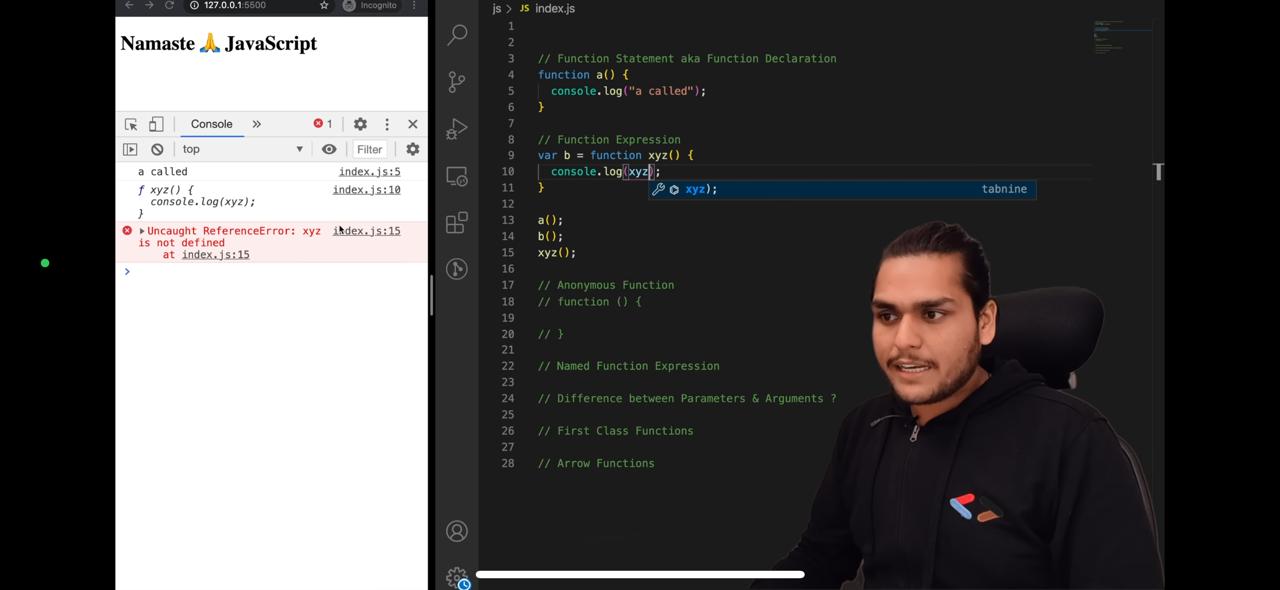 127.0.0.1:5500
Incognito
Namaste 🙏 JavaScript
Console
1
top
Filter
a called index.js:5
f xyz() { index.js:10
console.log(xyz);
}
Uncaught ReferenceError: xyz index.js:15
is not defined
at index.js:15
>
js > JS index.js
1
2
3 // Function Statement aka Function Declaration
4 function a() {
5 console.log("a called");
6 }
7
8 // Function Expression
9 var b = function xyz() {
10 console.log(xyz);
xyz); tabnine
11 }
12
13 a();
14 b();
15 xyz();
16
17 // Anonymous Function
18 // function () {
19
20 // }
21
22 // Named Function Expression
23
24 // Difference between Parameters & Arguments ?
25
26 // First Class Functions
27
28 // Arrow Functions